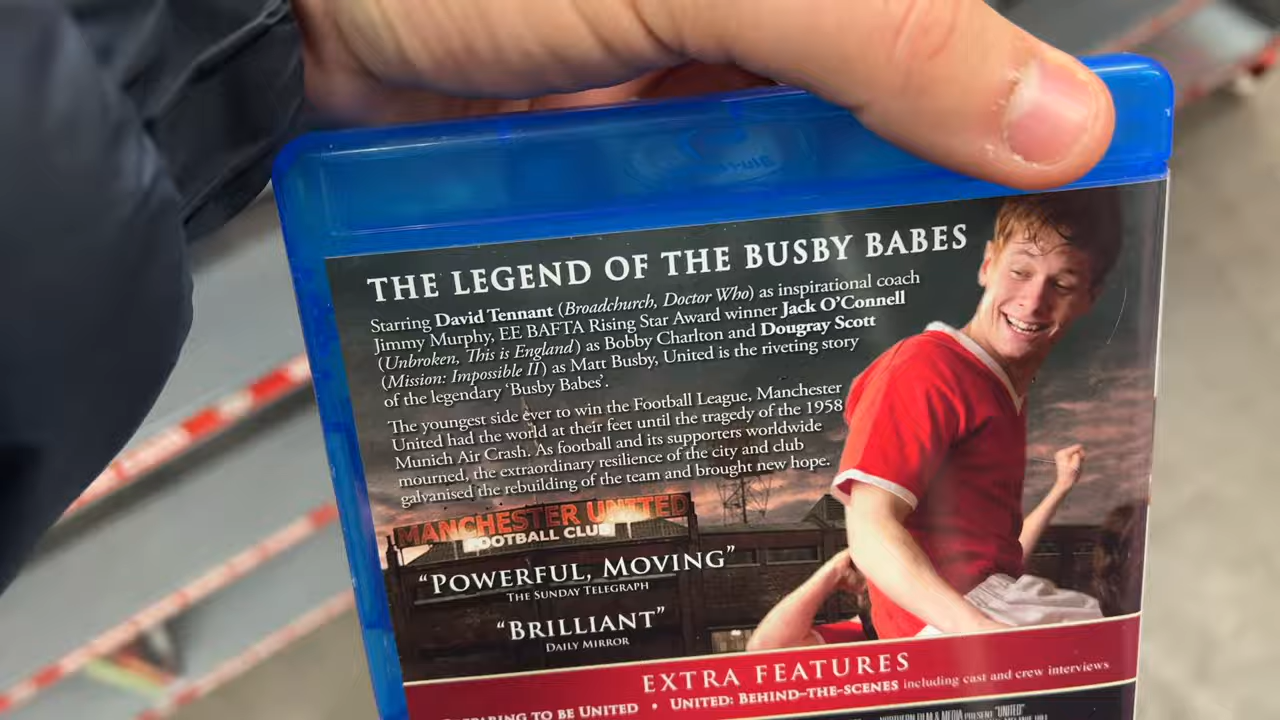 THE LEGEND OF THE BUSBY BABES
Starring David Tennant (Broadchurch, Doctor Who) as inspirational coach
Jimmy Murphy, EE BAFTA Rising Star Award winner Jack O'Connell
(Unbroken, This is England) as Bobby Charlton and Dougray Scott
(Mission: Impossible II) as Matt Busby, United is the riveting story
of the legendary 'Busby Babes'.
The youngest side ever to win the Football League, Manchester
United had the world at their feet until the tragedy of the 1958
Munich Air Crash. As football and its supporters worldwide
mourned, the extraordinary resilience of the city and club
galvanised the rebuilding of the team and brought new hope.
MANCHESTER UNITED
FOOTBALL CLUB
"POWERFUL, MOVING"
THE SUNDAY TELEGRAPH
"BRILLIANT"
DAILY MIRROR
EXTRA FEATURES
TO BE UNITED • UNITED: BEHIND-THE-SCENES including cast and crew interviews
FILM & MEDIA PRESENT "UNITED"